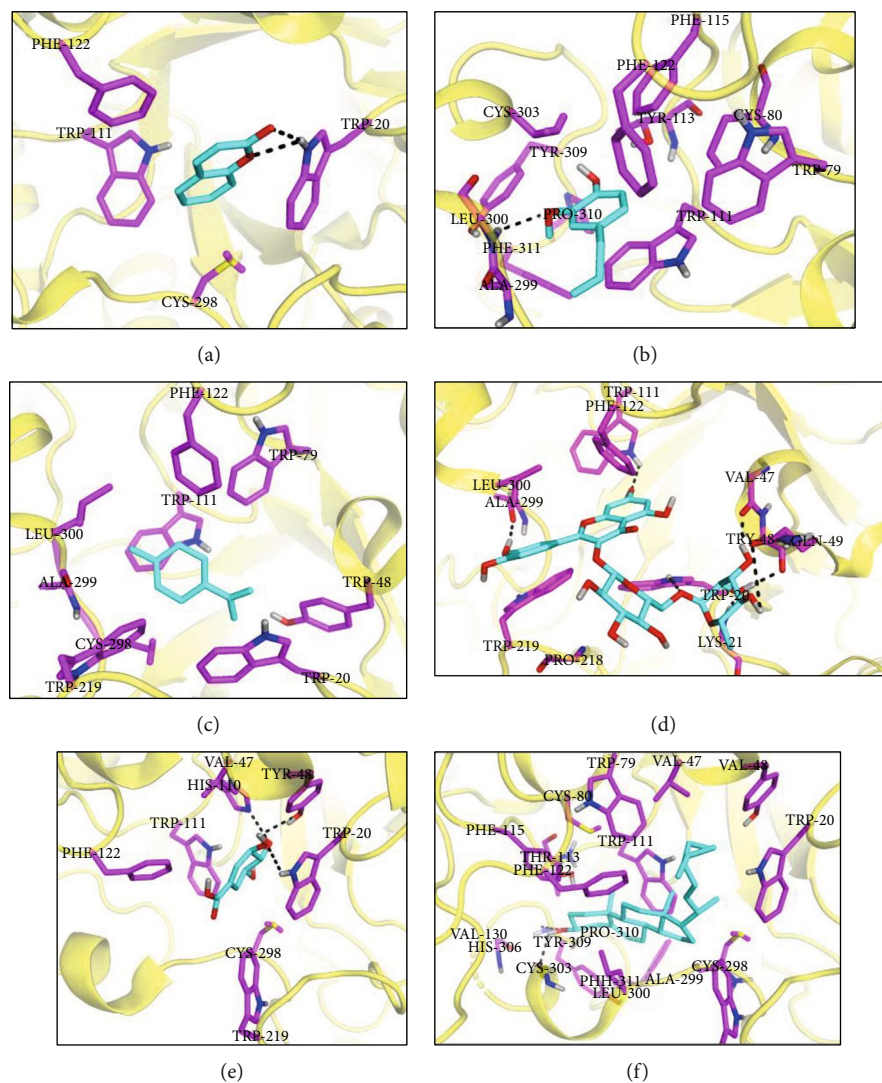 PHE-122
TRP-111
TRP-20
CYS-298
(a)
PHE-115
PHE-122
CYS-303
TYR-113
CYS-80
TYR-309
TRP-79
LEU-300
PRO-310
TRP-111
PHE-311
ALA-299
(b)
PHE-122
TRP-79
TRP-111
LEU-300
ALA-299
TRP-48
CYS-298
TRP-219
TRP-20
(c)
TRP-111
PHE-122
LEU-300
VAL-47
ALA-299
TRY-48
GLN-49
TRP-20
TRP-219
LYS-21
PRO-218
(d)
VAL-47
HIS-110
TYR-48
TRP-111
TRP-20
PHE-122
CYS-298
TRP-219
(e)
TRP-79
VAL-47
VAL-48
CYS-80
TRP-20
PHE-115
TRP-111
THR-113
PHE-122
VAL-130
PRO-310
HIS-306
TYR-309
CYS-303
PHH-311
ALA-299
CYS-298
LEU-300
(f)